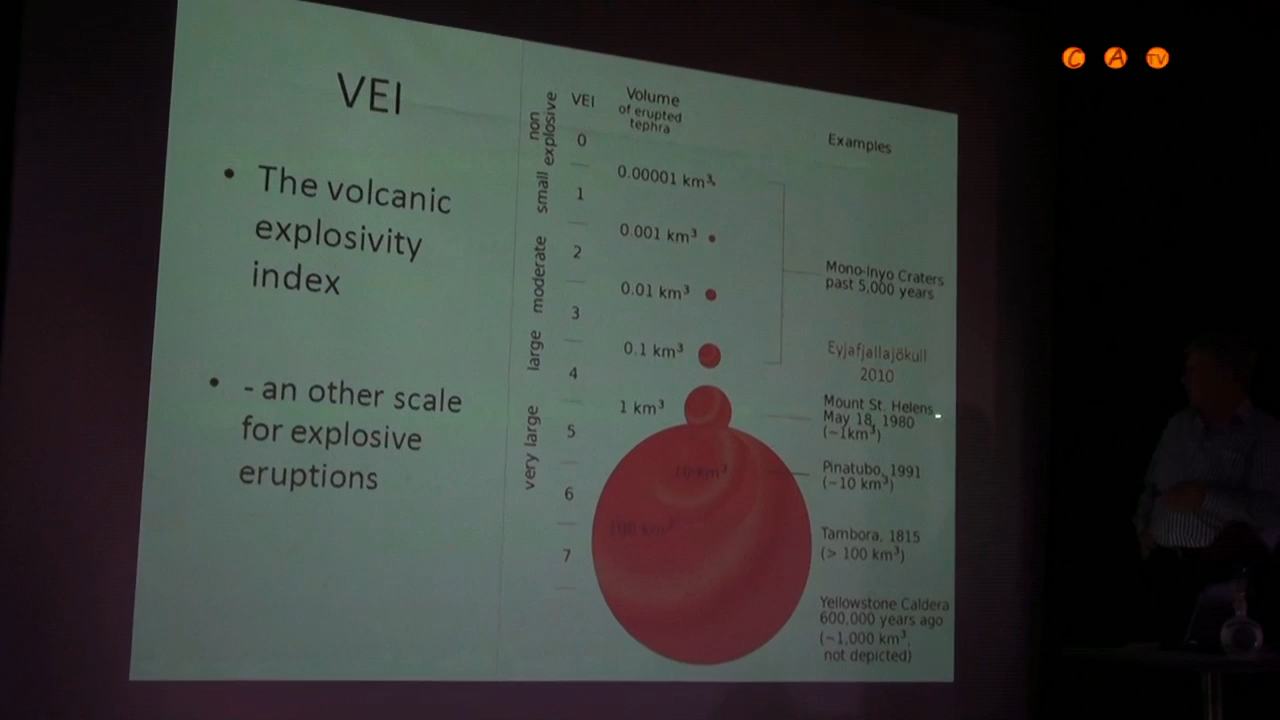 C A TV
VEI
• The volcanic
explosivity
index
• - an other scale
for explosive
eruptions
VEI
Volume
of erupted
tephra
Examples
non
explosive
small
moderate
large
very large
0
1
2
3
4
5
6
7
0.00001 km³
0.001 km³
0.01 km³
0.1 km³
1 km³
10 km³
100 km³
Mono-Inyo Craters
past 5,000 years
Eyjafjallajökull
2010
Mount St. Helens
May 18, 1980
(~1km³)
Pinatubo, 1991
(~10 km³)
Tambora, 1815
(> 100 km³)
Yellowstone Caldera
600,000 years ago
(~1,000 km³,
not depicted)